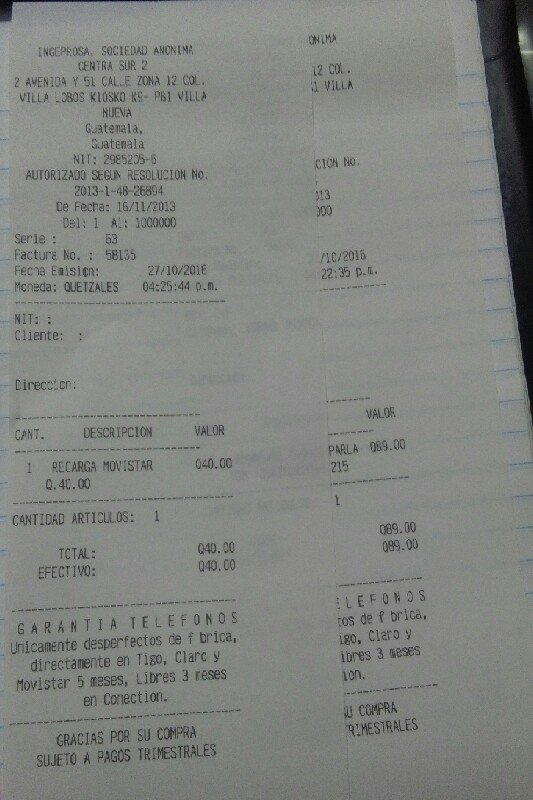 INGEPROSA, SOCIEDAD ANONIMA
CENTRA SUR 2
2 AVENIDA Y 51 CALLE ZONA 12 COL.
VILLA LOBOS KIOSKO K9- PB1 VILLA
NUEVA
Guatemala,
Guatemala
NIT: 2985205-6
AUTORIZADO SEGUN RESOLUCION No.
2013-1-48-26894
De Fecha: 16/11/2013
Del: 1 Al: 1000000
Serie : 63
Factura No. : 58135
Fecha Emision: 27/10/2016
Moneda: QUETZALES 04:25:44 p.m.
NIT: :
Cliente: :
Direccion:
CANT. DESCRIPCION VALOR
1 RECARGA MOVISTAR Q40.00
Q.40.00
CANTIDAD ARTICULOS: 1
TOTAL: Q40.00
EFECTIVO: Q40.00
G A R A N T I A T E L E F O N O S
Unicamente desperfectos de f brica,
directamente en Tigo, Claro y
Movistar 5 meses, Libres 3 meses
en Conection.
GRACIAS POR SU COMPRA
SUJETO A PAGOS TRIMESTRALES
ONIMA
12 COL.
1 VILLA
CION No.
013
000
/10/2016
22:35 p.m.
VALOR
PARLA Q89.00
215
1
Q89.00
Q89.00
E L E F O N O S
tos de f brica,
igo, Claro y
ibres 3 meses
ion.
U COMPRA
RIMESTRALES